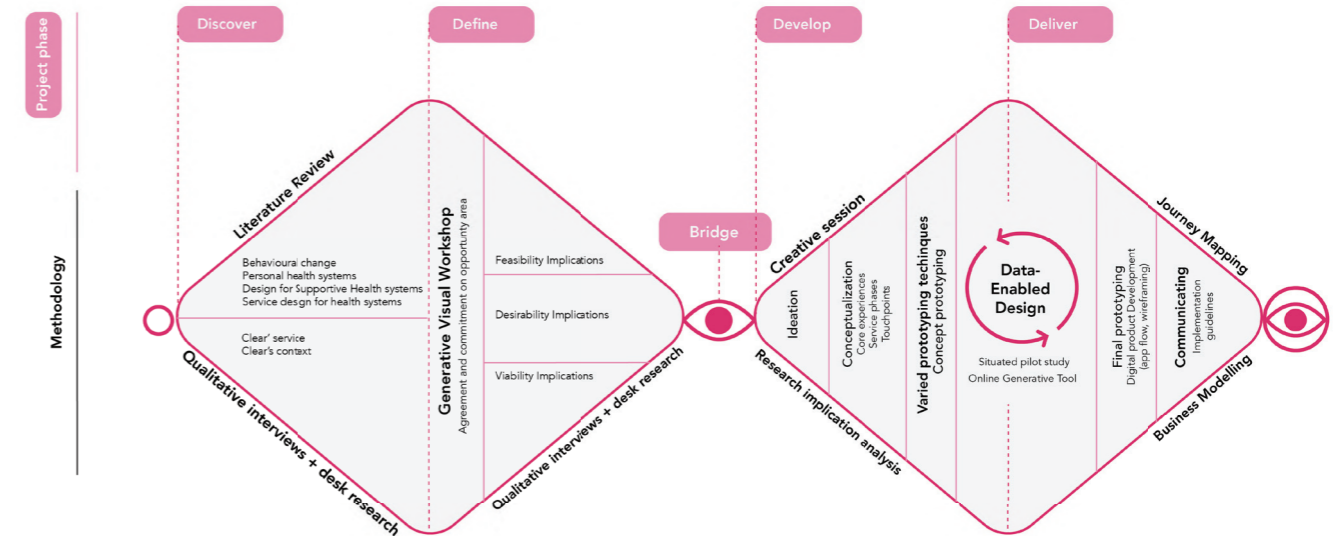 Project phase
Discover
Define
Develop
Deliver
Bridge
Methodology
Literature Review
Behavioural change
Personal health systems
Design for Supportive Health systems
Service desgn for health systems
Clear' service
Clear's context
Qualitative interviews + desk research
Generative Visual Workshop
Agreement and commitment on opportunity area
Feasibility Implications
Desirability Implications
Viability Implications
Qualitative interviews + desk research
Creative session
Research implication analysis
Ideation
Conceptualization
Core experiences
Service phases
Touchpoints
Varied prototyping techinques
Concept prototyping
Data-
Enabled
Design
Situated pilot study
Online Generative Tool
Final prototyping
Digital product Development
(app flow, wireframing)
Communicating
Implementation
guidelines
Journey Mapping
Business Modelling